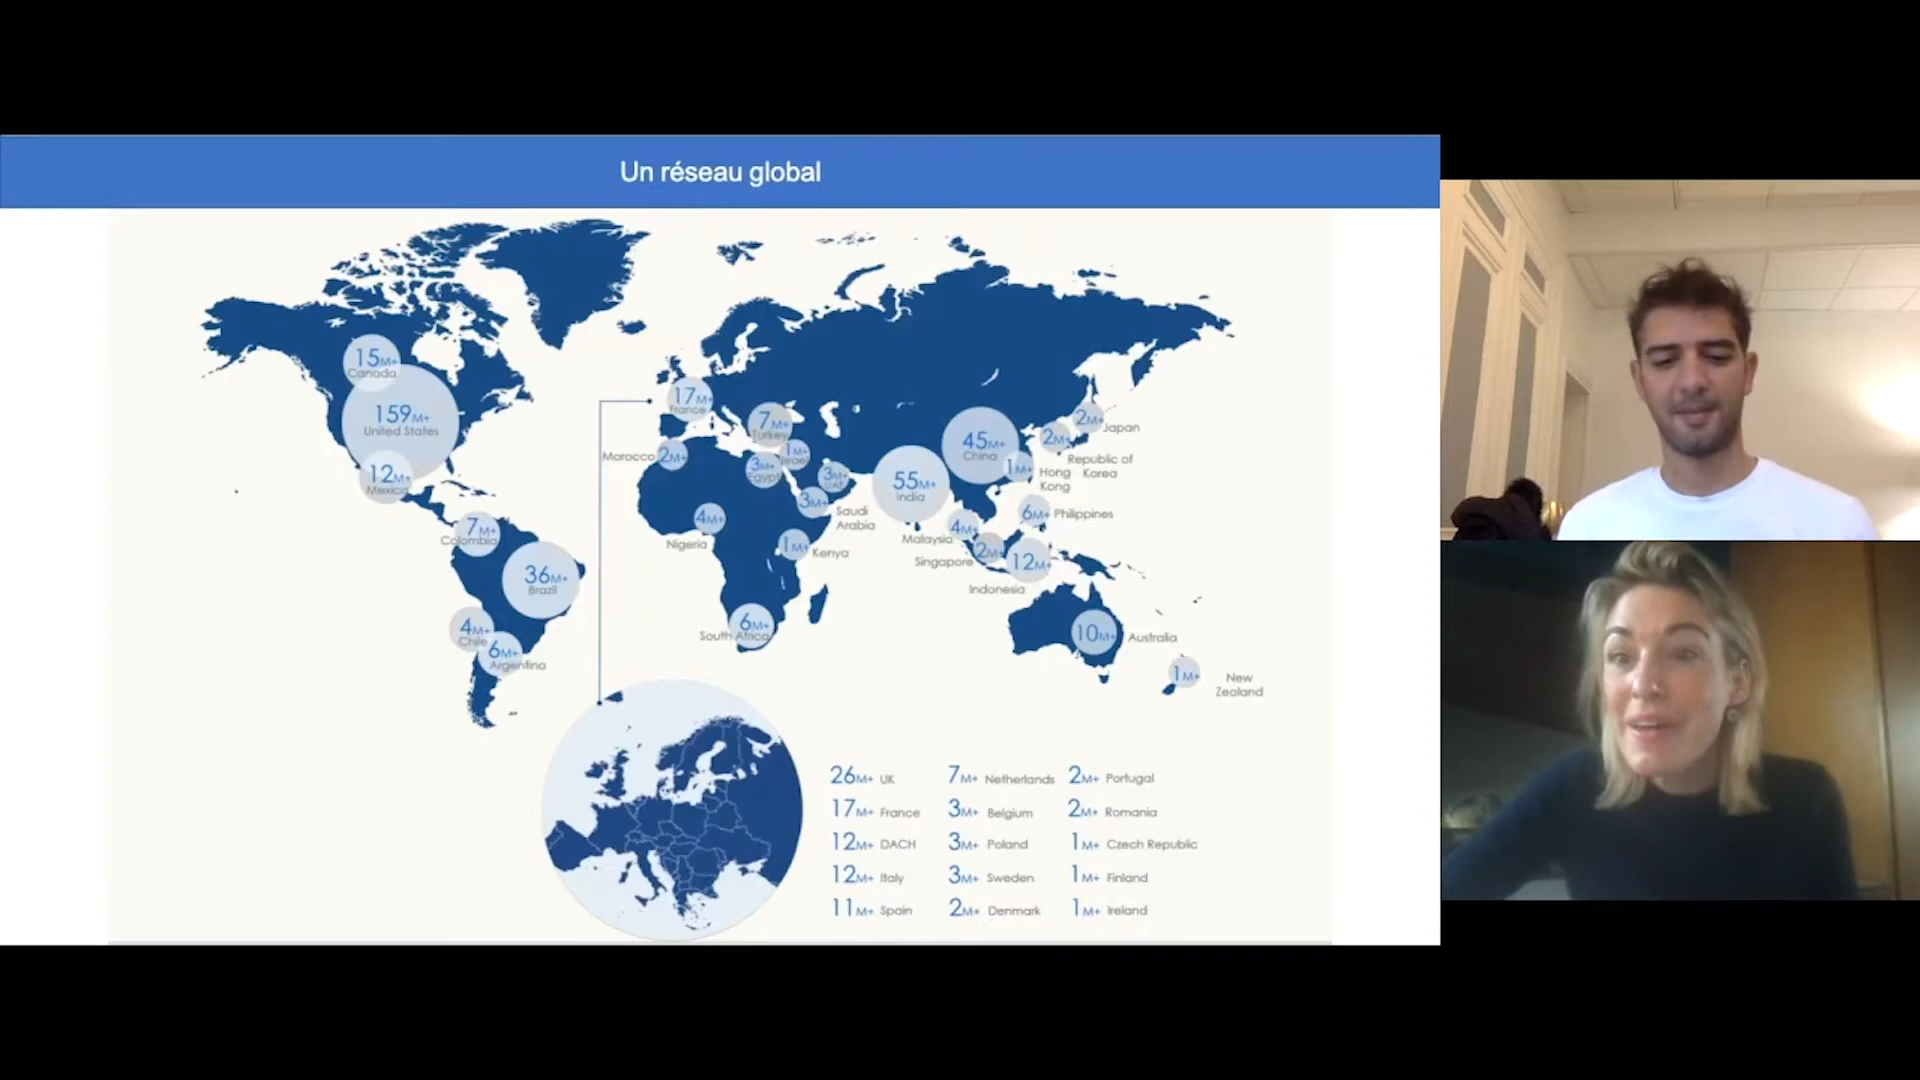 Un réseau global
15M+
Canada
159M+
United States
12M+
Mexico
7M+
Colombia
36M+
Brazil
4M+
Chile
6M+
Argentina
17M+
France
7M+
Turkey
Morocco 2M+
1M+
Israel
3M+
Egypt
3M+
UAE
3M+
Saudi
Arabia
4M+
Nigeria
1M+ Kenya
6M+
South Africa
55M+
India
45M+
China
2M+
Japan
2M+
Republic of
Korea
1M+
Hong
Kong
6M+ Philippines
4M+
Malaysia
2M+
Singapore
12M+
Indonesia
10M+ Australia
1M+
New
Zealand
26M+ UK 7M+ Netherlands 2M+ Portugal
17M+ France 3M+ Belgium 2M+ Romania
12M+ DACH 3M+ Poland 1M+ Czech Republic
12M+ Italy 3M+ Sweden 1M+ Finland
11M+ Spain 2M+ Denmark 1M+ Ireland